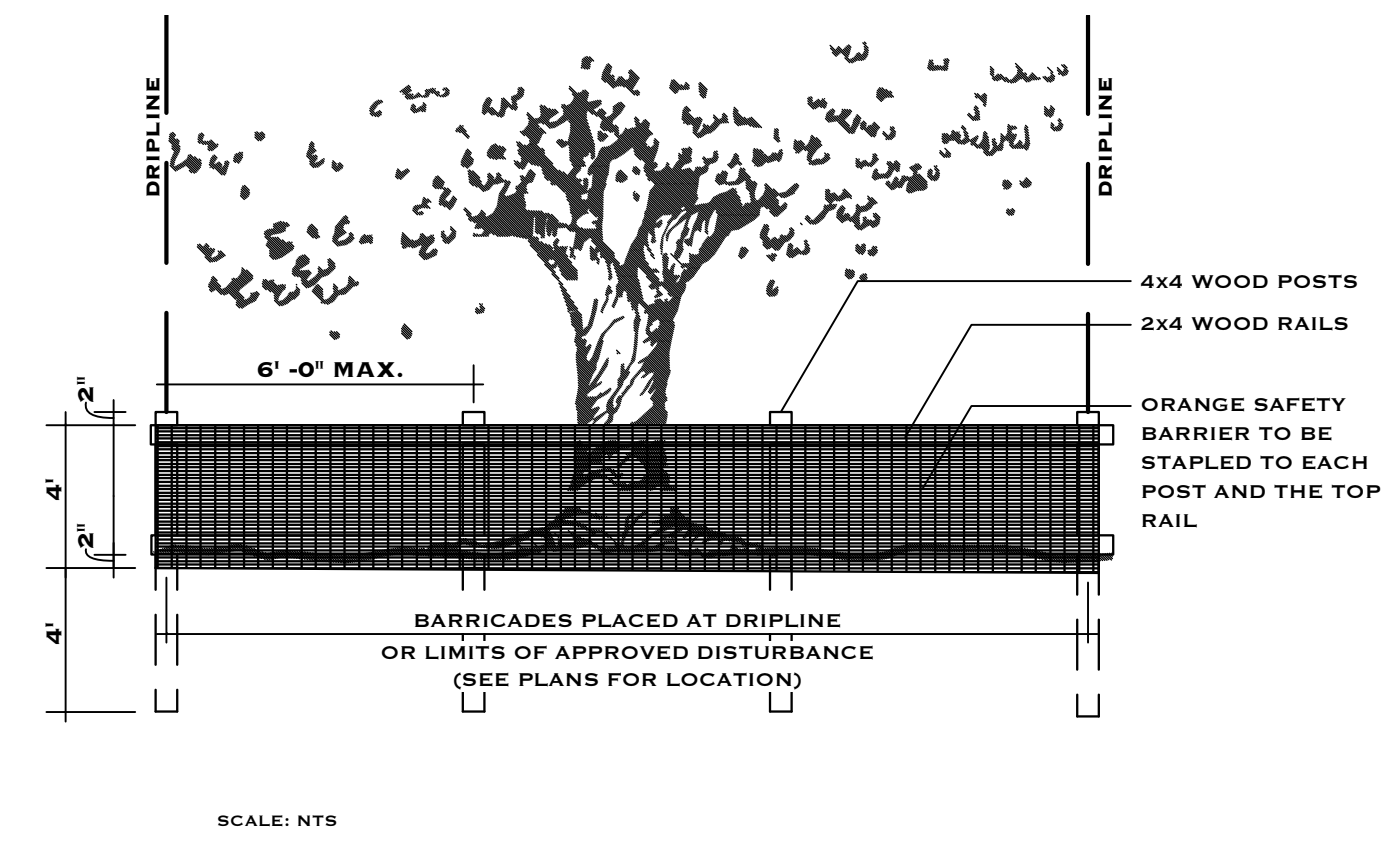 DRIPLINE
DRIPLINE
4x4 WOOD POSTS
2x4 WOOD RAILS
6' -0" MAX.
2"
ORANGE SAFETY
BARRIER TO BE
STAPLED TO EACH
POST AND THE TOP
RAIL
4'
2"
4'
BARRICADES PLACED AT DRIPLINE
OR LIMITS OF APPROVED DISTURBANCE
(SEE PLANS FOR LOCATION)
SCALE: NTS